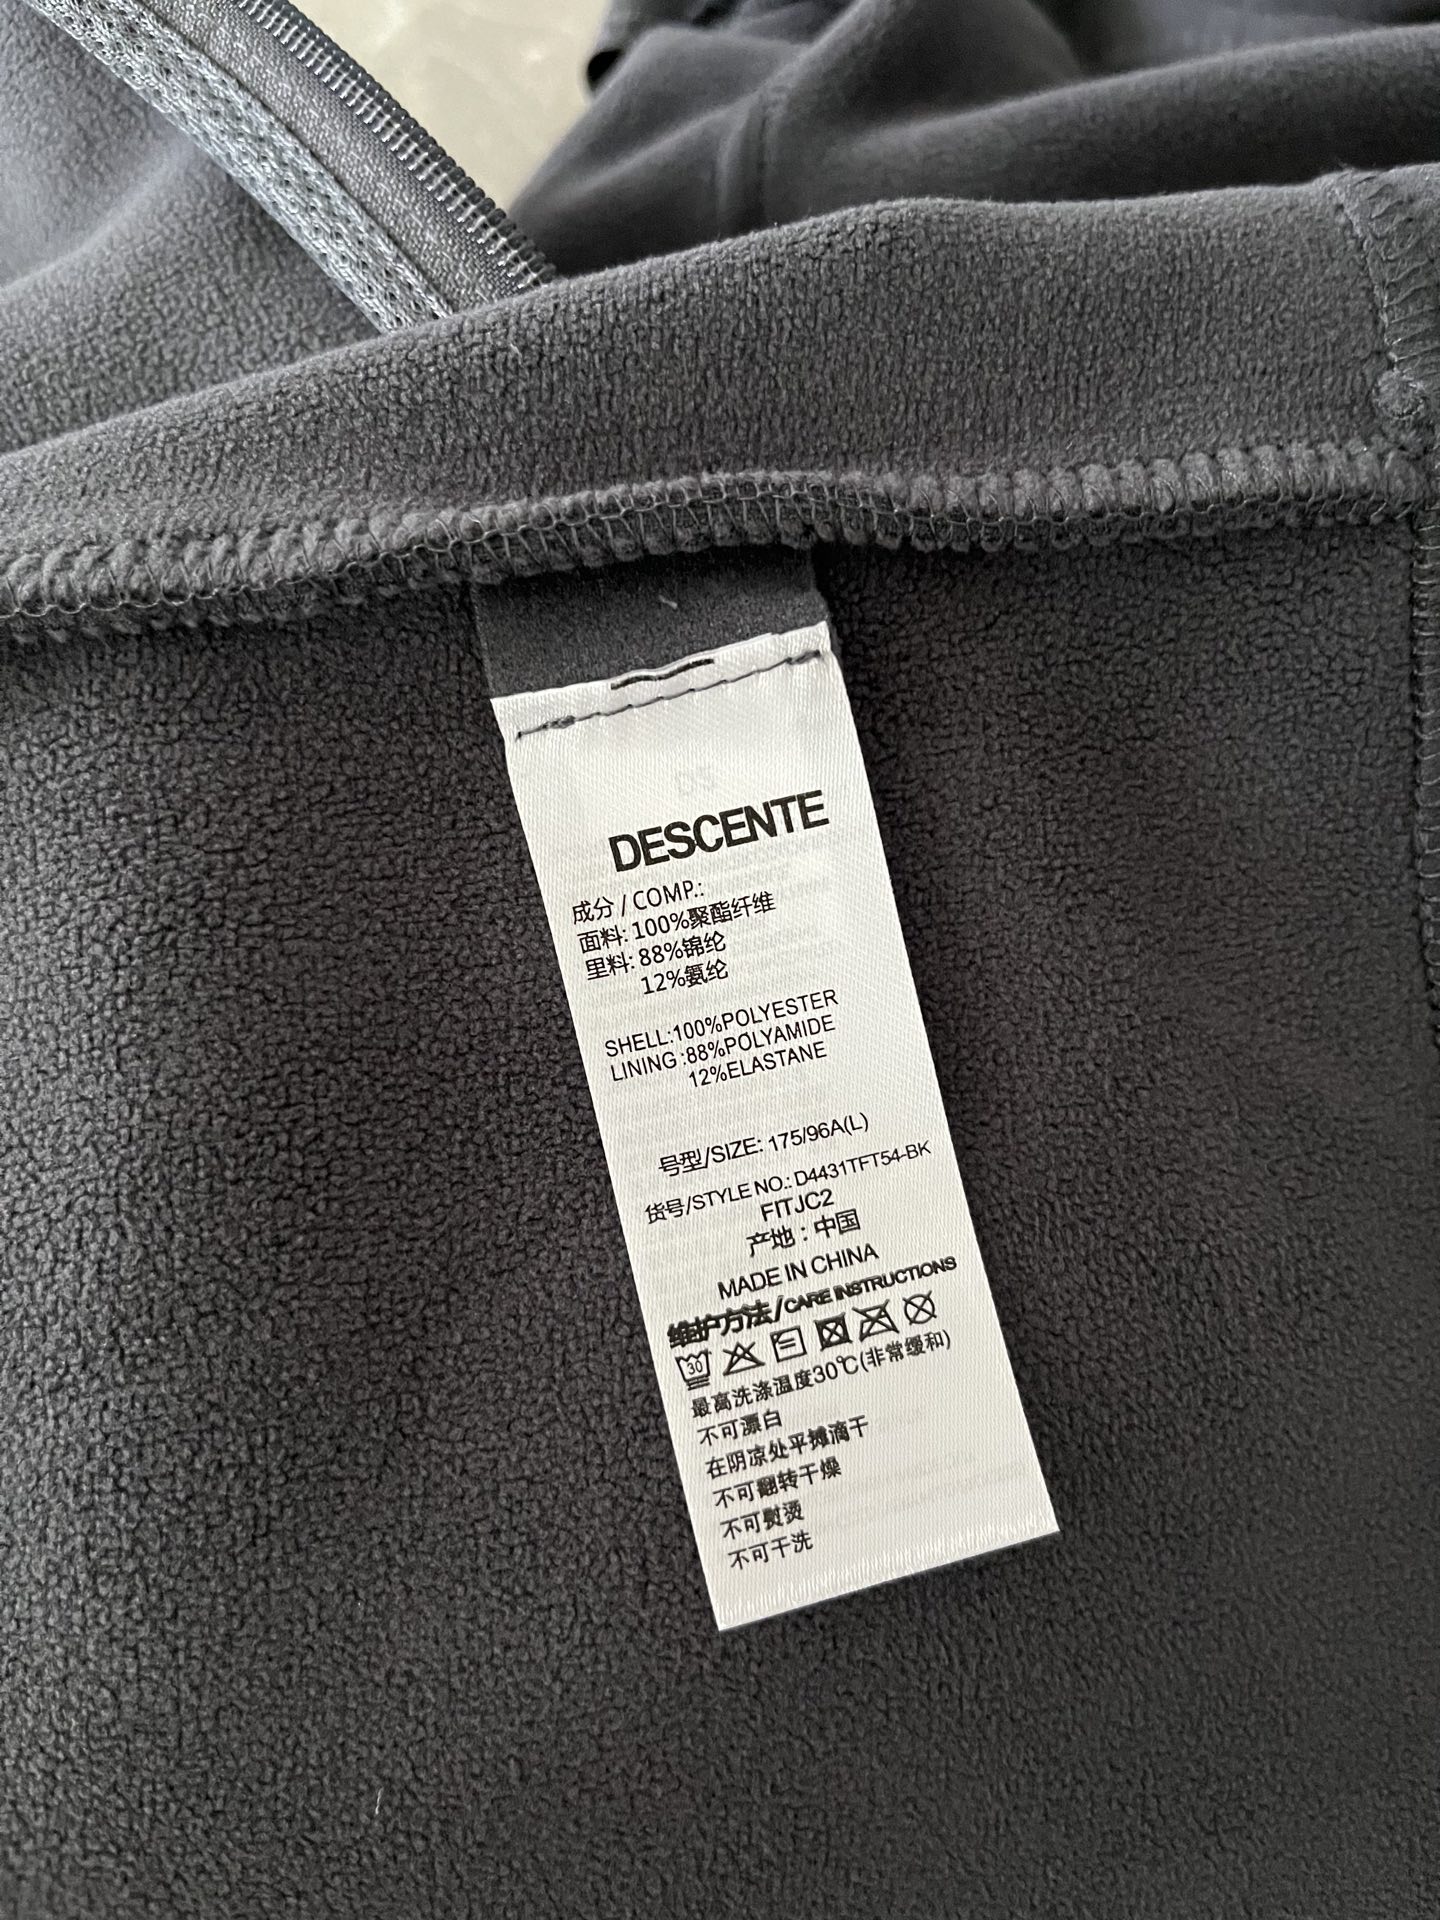 DESCENTE
成分 / COMP.:
面料: 100%聚酯纤维
里料: 88%锦纶
12%氨纶
SHELL:100%POLYESTER
LINING :88%POLYAMIDE
12%ELASTANE
号型/SIZE: 175/96A(L)
货号/STYLE NO.: D4431TFT54-BK
FITJC2
产地：中国
MADE IN CHINA
维护方法/CARE INSTRUCTIONS
30
最高洗涤温度30℃(非常缓和)
不可漂白
在阴凉处平摊滴干
不可翻转干燥
不可熨烫
不可干洗